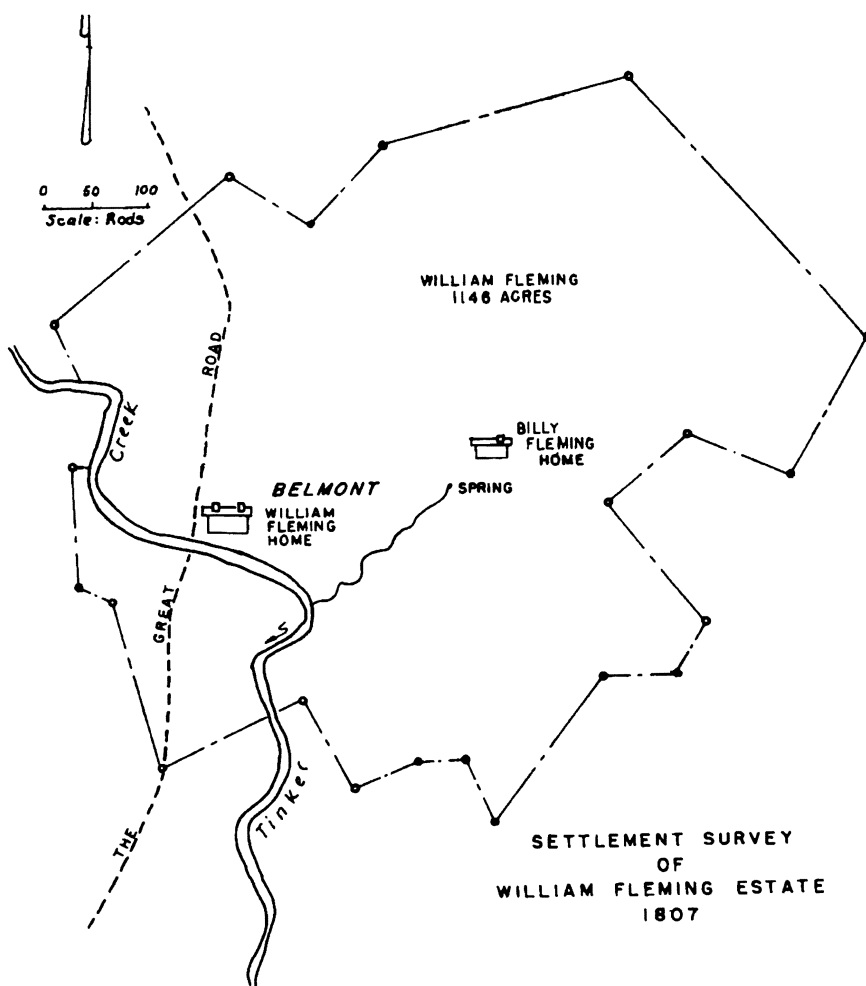 0 50 100
Scale: Rods
WILLIAM FLEMING
1146 ACRES
ROAD
Creek
BILLY
FLEMING
HOME
SPRING
BELMONT
WILLIAM
FLEMING
HOME
GREAT
THE
Tinker
SETTLEMENT SURVEY
OF
WILLIAM FLEMING ESTATE
1807